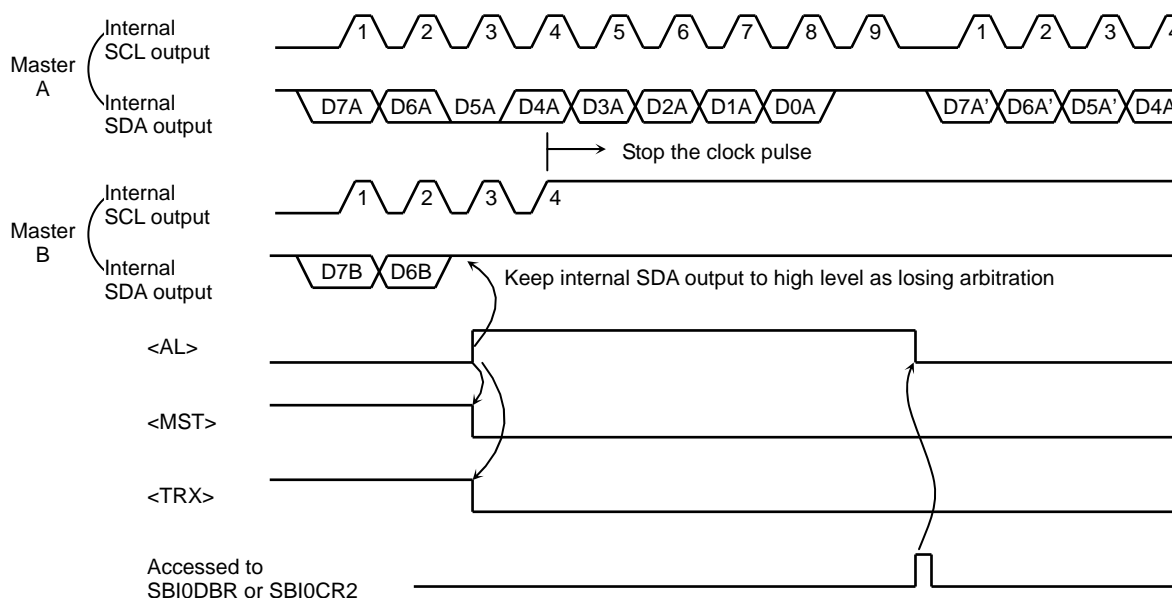 Internal
SCL output
1 2 3 4 5 6 7 8 9 1 2 3 4
Master
A
Internal
SDA output
D7A D6A D5A D4A D3A D2A D1A D0A D7A’ D6A’ D5A’ D4A
Stop the clock pulse
Internal
SCL output
1 2 3 4
Master
B
Internal
SDA output
D7B D6B
Keep internal SDA output to high level as losing arbitration
<AL>
<MST>
<TRX>
Accessed to
SBI0DBR or SBI0CR2